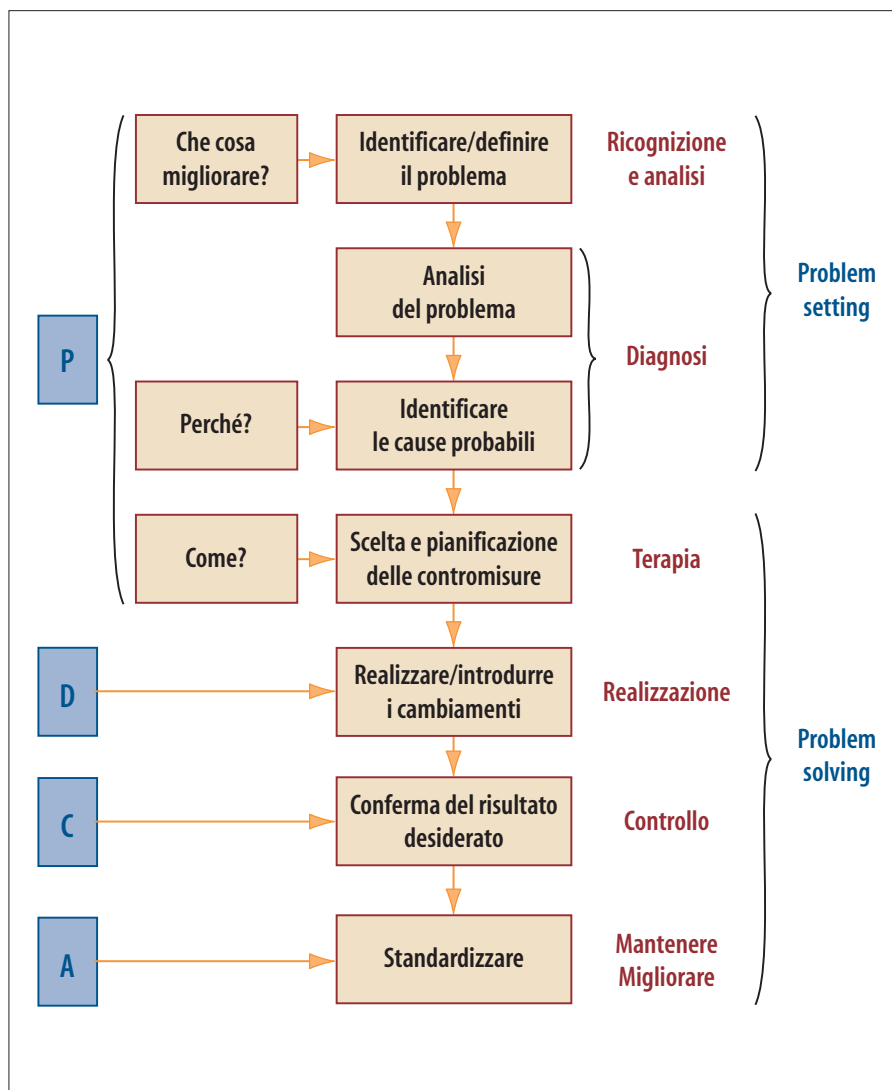 Che cosa
migliorare?
Identificare/definire
il problema
Ricognizione
e analisi
Analisi
del problema
Problem
setting
P
Diagnosi
Perché?
Identificare
le cause probabili
Come?
Scelta e pianificazione
delle contromisure
Terapia
D
Realizzare/introdurre
i cambiamenti
Realizzazione
Problem
solving
C
Conferma del risultato
desiderato
Controllo
A
Standardizzare
Mantenere
Migliorare